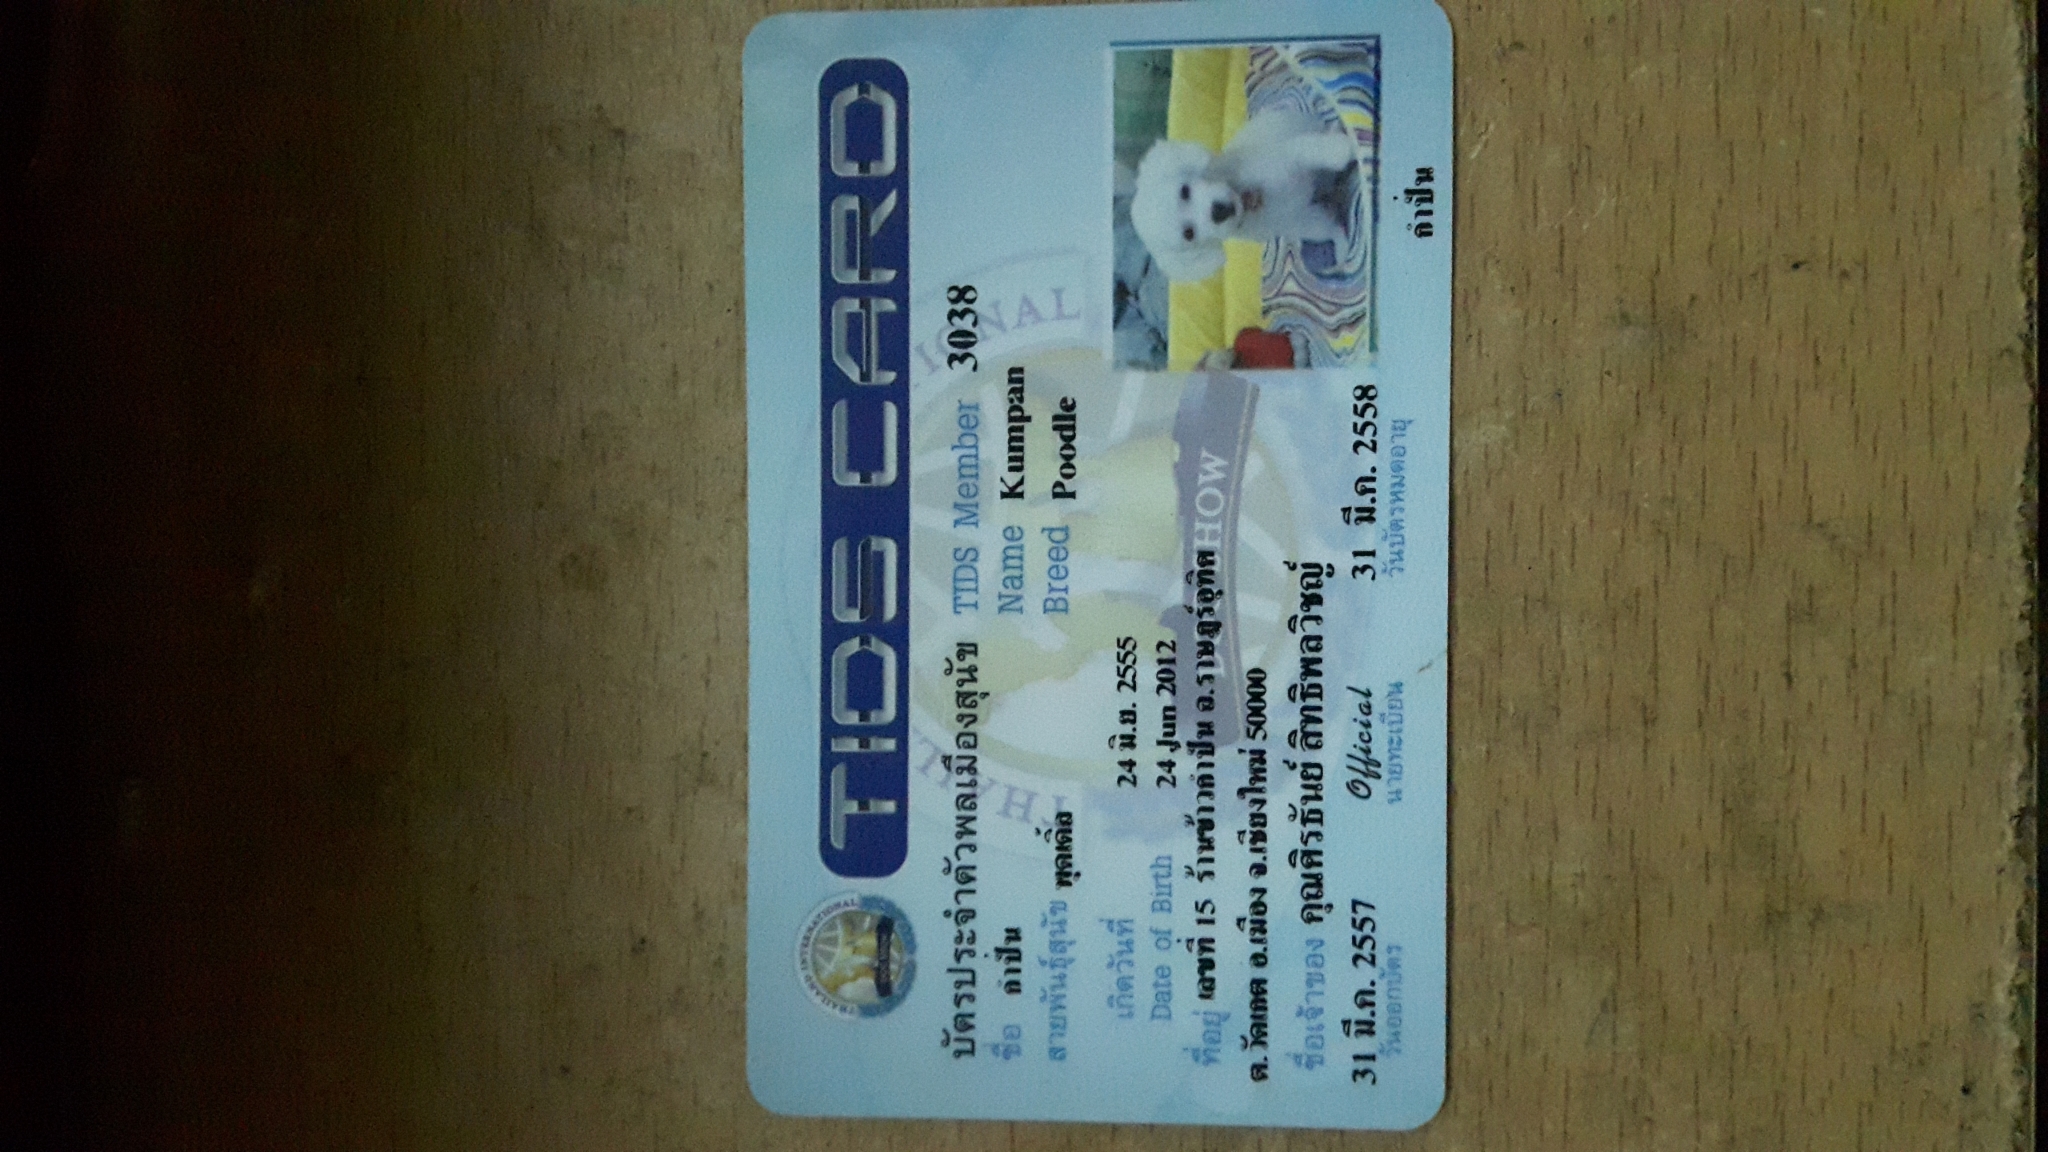 THAILAND INTERNATIONAL
DOG SHOW
TIDS CARD
บัตรประจำตัวพลเมืองสุนัข TIDS Member 3038
ชื่อ กำปั่น Name Kumpan
สายพันธุ์สุนัข พุดเดิ้ล Breed Poodle
เกิดวันที่ 24 มิ.ย. 2555
Date of Birth 24 Jun 2012
ที่อยู่ เลขที่ 15 ร้านข้าวกำปั่น ถ.ราษฎร์อุทิศ
ต.วัดเกต อ.เมือง จ.เชียงใหม่ 50000
ชื่อเจ้าของ คุณศิรธันย์ สิทธิพลวิชญ์
31 มี.ค. 2557 Official 31 มี.ค. 2558
วันออกบัตร นายทะเบียน วันบัตรหมดอายุ
กำปั่น